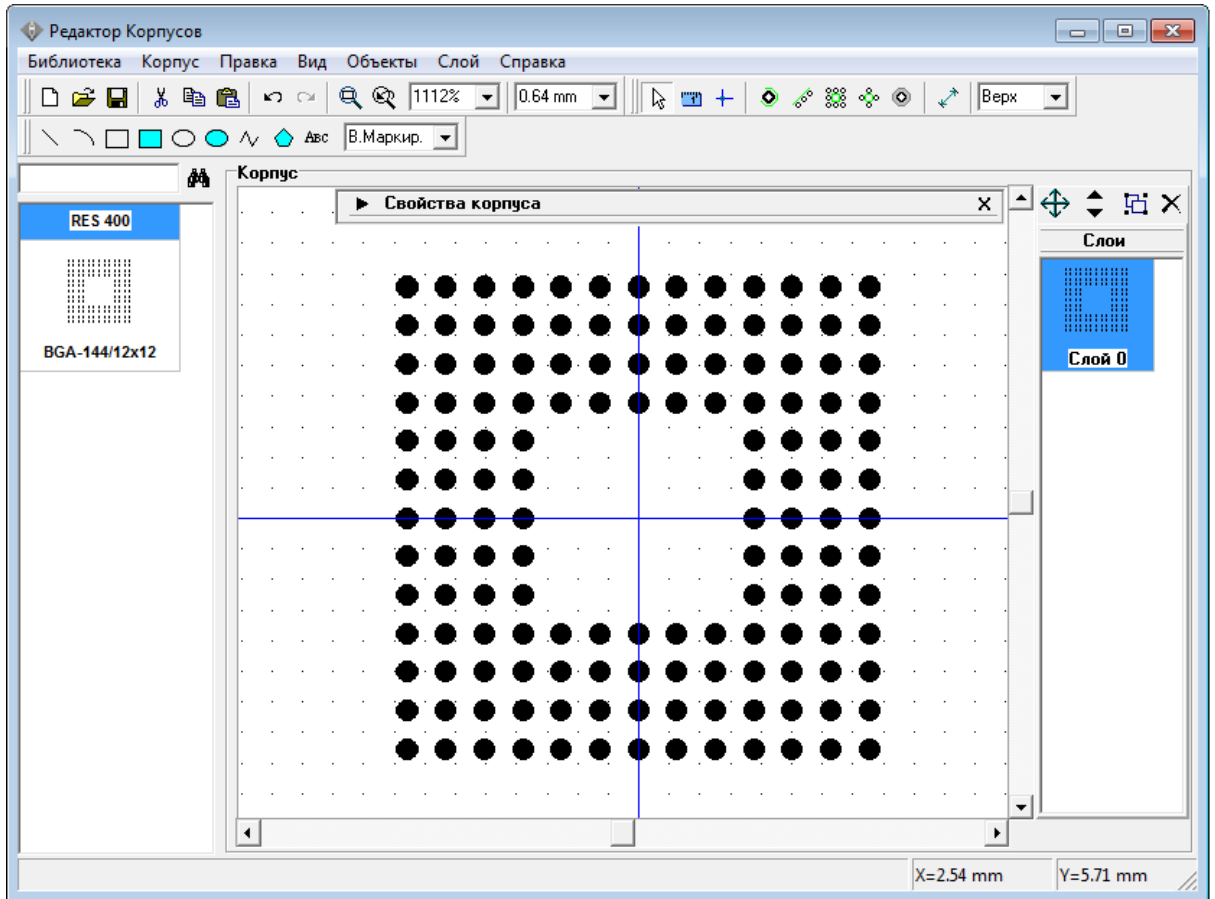 Редактор Корпусов
Библиотека Корпус Правка Вид Объекты Слой Справка
1112% 0.64 mm Верх
Авс В.Маркир.
Корпус
Свойства корпуса
RES 400
BGA-144/12x12
Слои
Слой 0
X=2.54 mm Y=5.71 mm